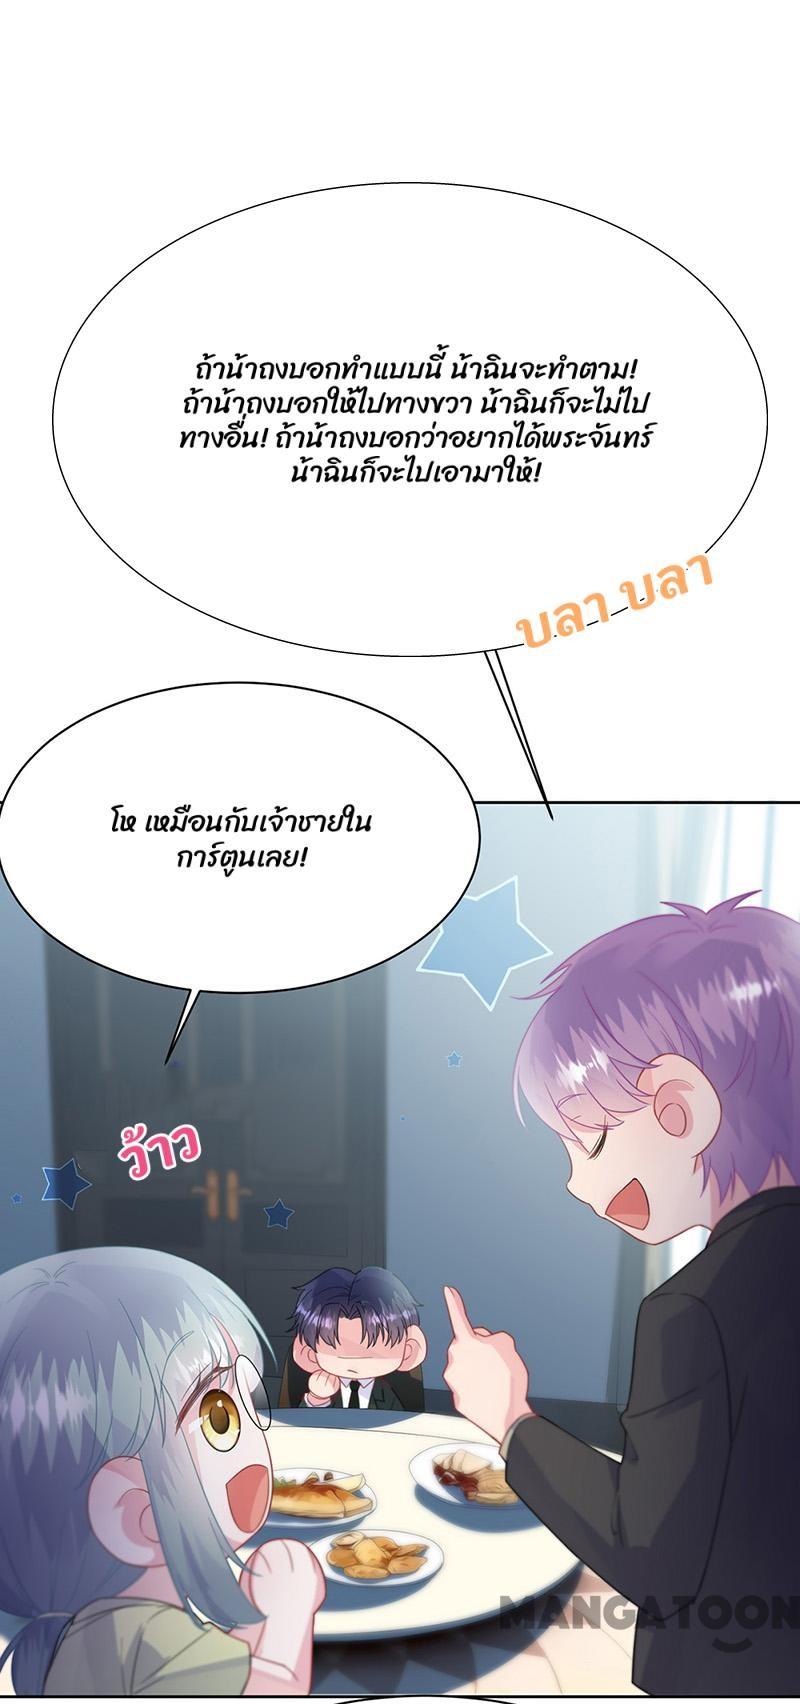 ถ้าน้าถงบอกทำแบบนี้ น้าฉินจะทำตาม!
ถ้าน้าถงบอกให้ไปทางขวา น้าฉินก็จะไม่ไป
ทางอื่น! ถ้าน้าถงบอกว่าอยากได้พระจันทร์
น้าฉินก็จะไปเอามาให้!
บลา บลา
โห เหมือนกับเจ้าชายใน
การ์ตูนเลย!
ว้าว
MANGATOON